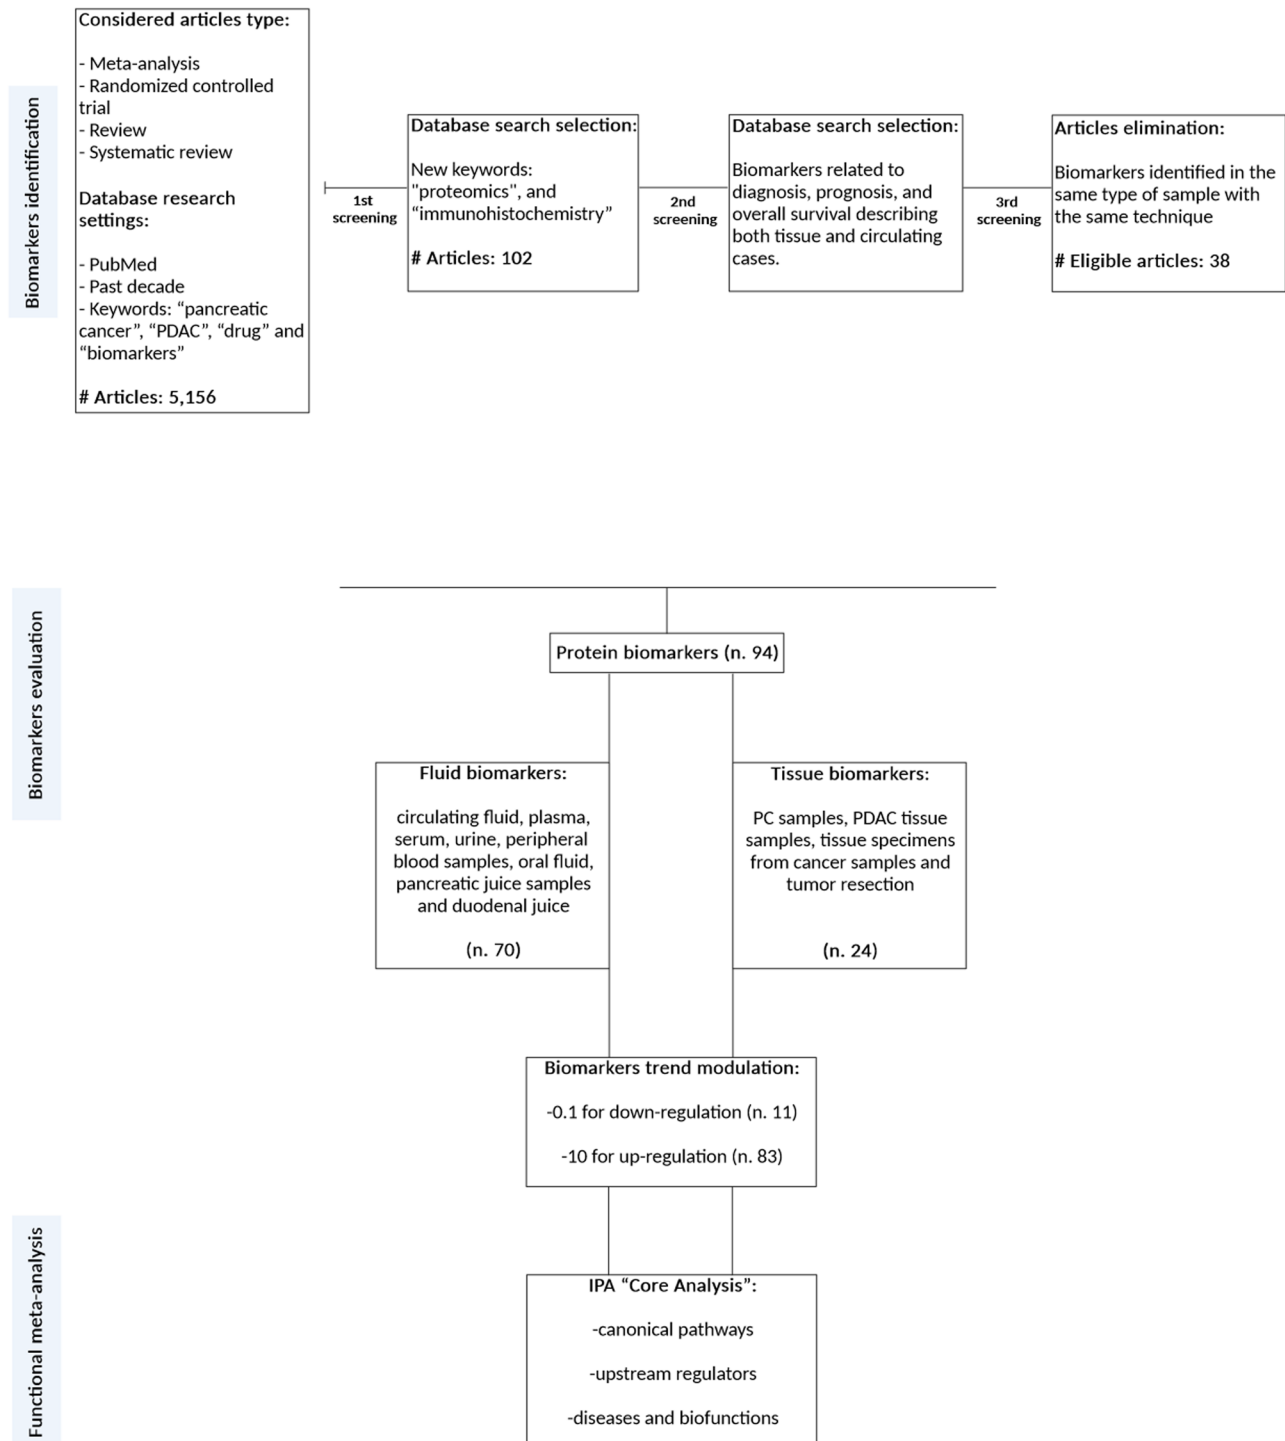 Biomarkers identification
Considered articles type:
- Meta-analysis
- Randomized controlled
trial
- Review
- Systematic review
Database research
settings:
- PubMed
- Past decade
- Keywords: “pancreatic
cancer”, “PDAC”, “drug” and
“biomarkers”
# Articles: 5,156
1st
screening
Database search selection:
New keywords:
"proteomics", and
“immunohistochemistry”
# Articles: 102
2nd
screening
Database search selection:
Biomarkers related to
diagnosis, prognosis, and
overall survival describing
both tissue and circulating
cases.
3rd
screening
Articles elimination:
Biomarkers identified in the
same type of sample with
the same technique
# Eligible articles: 38
Biomarkers evaluation
Protein biomarkers (n. 94)
Fluid biomarkers:
circulating fluid, plasma,
serum, urine, peripheral
blood samples, oral fluid,
pancreatic juice samples
and duodenal juice
(n. 70)
Tissue biomarkers:
PC samples, PDAC tissue
samples, tissue specimens
from cancer samples and
tumor resection
(n. 24)
Biomarkers trend modulation:
-0.1 for down-regulation (n. 11)
-10 for up-regulation (n. 83)
Functional meta-analysis
IPA “Core Analysis”:
-canonical pathways
-upstream regulators
-diseases and biofunctions